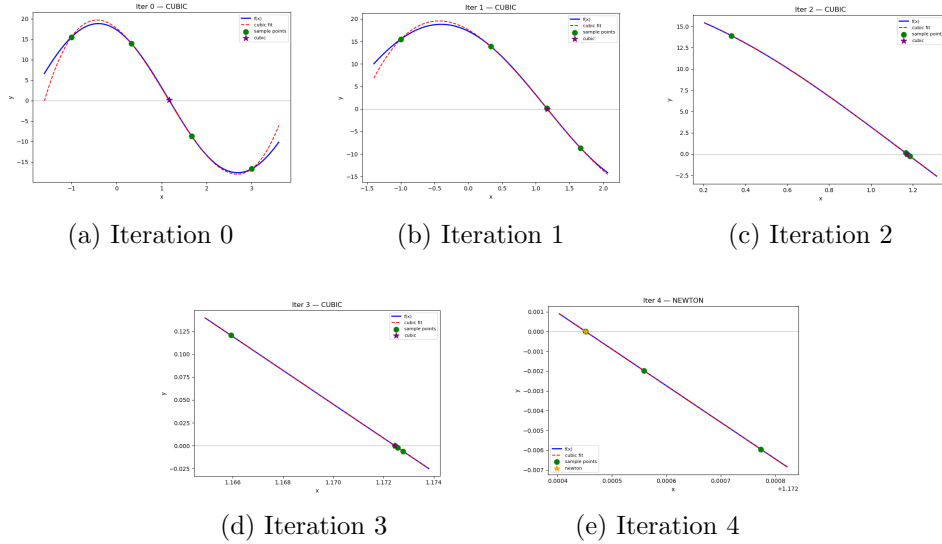 Iter 0 — CUBIC
f(x)
cubic fit
sample points
cubic
20
15
10
5
0
−5
−10
−15
y
−1
0
1
2
3
x
(a) Iteration 0
Iter 1 — CUBIC
f(x)
cubic fit
sample points
cubic
20
15
10
5
0
−5
−10
−15
y
−1.5
−1.0
−0.5
0.0
0.5
1.0
1.5
2.0
x
(b) Iteration 1
Iter 2 — CUBIC
f(x)
cubic fit
sample points
cubic
15.0
12.5
10.0
7.5
5.0
2.5
0.0
−2.5
y
0.2
0.4
0.6
0.8
1.0
1.2
x
(c) Iteration 2
Iter 3 — CUBIC
f(x)
cubic fit
sample points
cubic
0.125
0.100
0.075
0.050
0.025
0.000
−0.025
y
1.166
1.168
1.170
1.172
1.174
x
(d) Iteration 3
Iter 4 — NEWTON
0.001
0.000
−0.001
−0.002
−0.003
−0.004
−0.005
−0.006
−0.007
y
f(x)
cubic fit
sample points
newton
0.0004
0.0005
0.0006
0.0007
0.0008
+1.172
x
(e) Iteration 4